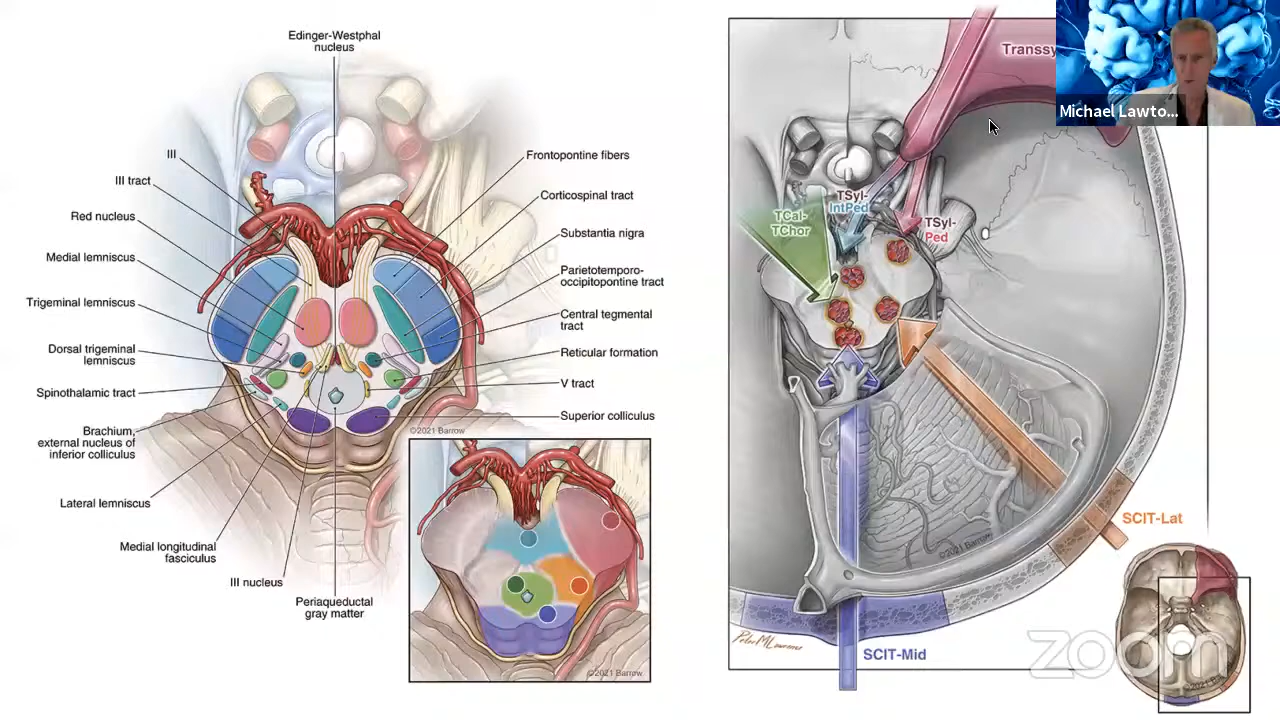 Edinger-Westphal
nucleus
III
III tract
Red nucleus
Medial lemniscus
Trigeminal lemniscus
Dorsal trigeminal
lemniscus
Spinothalamic tract
Brachium,
external nucleus of
inferior colliculus
Lateral lemniscus
Medial longitudinal
fasciculus
III nucleus
Periaqueductal
gray matter
Frontopontine fibers
Corticospinal tract
Substantia nigra
Parietotemporo-
occipitopontine tract
Central tegmental
tract
Reticular formation
V tract
Superior colliculus
©2021 Barrow
©2021 Barrow
Michael Lawto...
TSyl-
IntPed
TCal-
TChor
TSyl-
Ped
©2021 Barrow
SCIT-Lat
SCIT-Mid
zoom